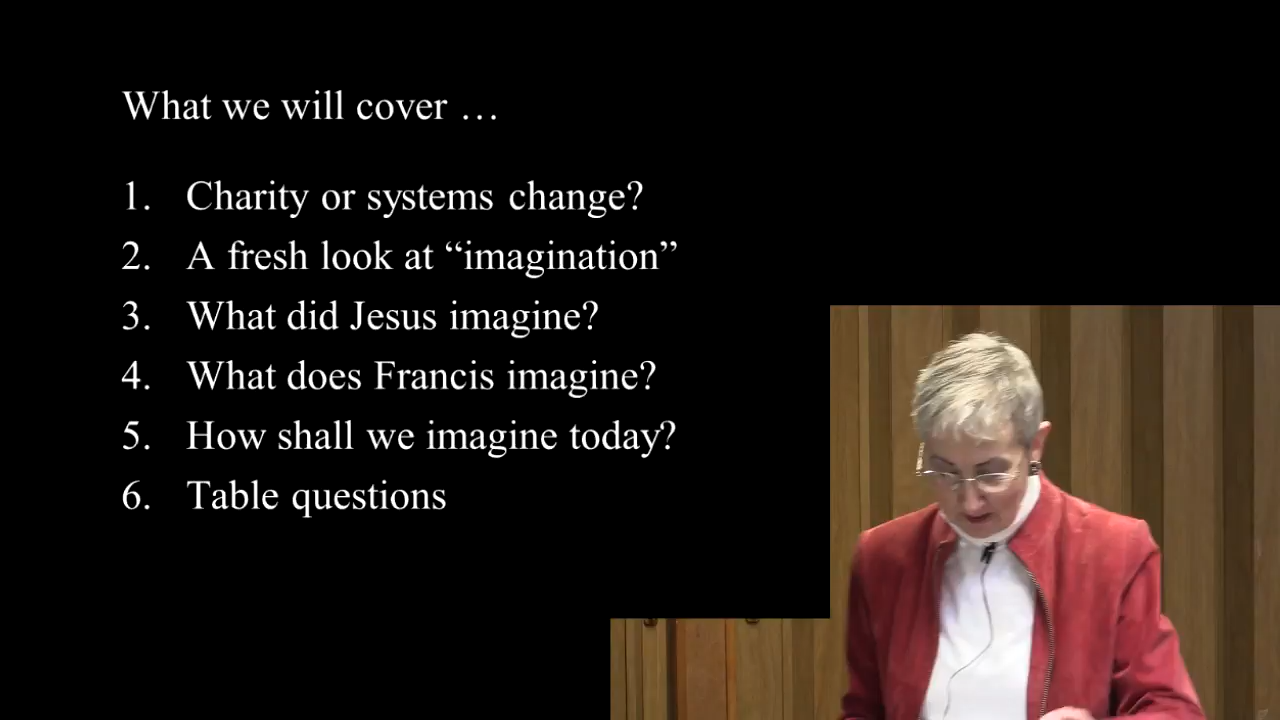 What we will cover …
1. Charity or systems change?
2. A fresh look at “imagination”
3. What did Jesus imagine?
4. What does Francis imagine?
5. How shall we imagine today?
6. Table questions